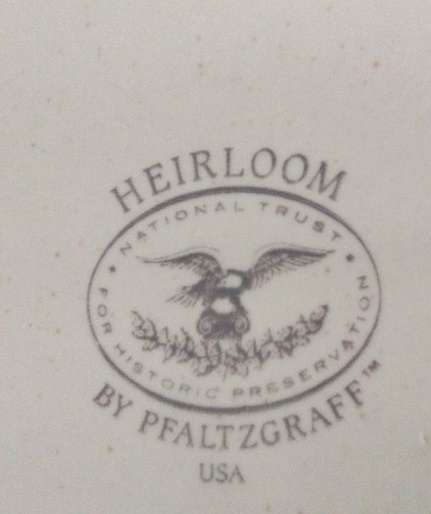 HEIRLOOM
NATIONAL TRUST
FOR HISTORIC PRESERVATION
BY PFALTZGRAFF™
USA